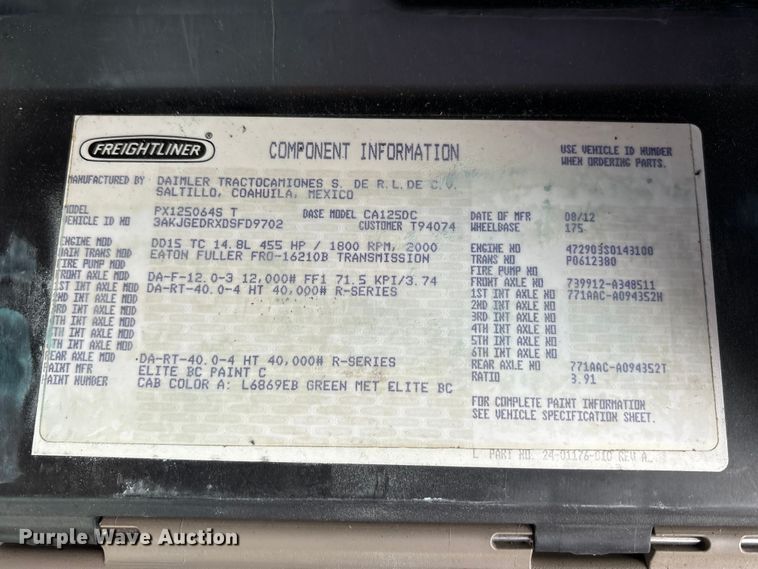 FREIGHTLINER ®
COMPONENT INFORMATION
USE VEHICLE ID NUMBER
WHEN ORDERING PARTS.
MANUFACTURED BY DAIMLER TRACTOCAMIONES S. DE R.L. DE C.V.
SALTILLO, COAHUILA, MEXICO
MODEL PX125064S T BASE MODEL CA125DC DATE OF MFR 08/12
VEHICLE ID NO 3AKJGEDRXDSFD9702 CUSTOMER T94074 WHEELBASE 175
ENGINE MOD DD15 TC 14.8L 455 HP / 1800 RPM, 2000 ENGINE NO 472903S0143100
MAIN TRANS MOD EATON FULLER FRO-16210B TRANSMISSION TRANS NO P0612380
FIRE PUMP MOD FIRE PUMP NO
FRONT AXLE MOD DA-F-12.0-3 12,000# FF1 71.5 KPI/3.74 FRONT AXLE NO 739912-A348511
1ST INT AXLE MOD DA-RT-40.0-4 HT 40,000# R-SERIES 1ST INT AXLE NO 771AAC-A094352H
2ND INT AXLE MOD 2ND INT AXLE NO
3RD INT AXLE MOD 3RD INT AXLE NO
4TH INT AXLE MOD 4TH INT AXLE NO
5TH INT AXLE MOD 5TH INT AXLE NO
6TH INT AXLE MOD 6TH INT AXLE NO
REAR AXLE MOD DA-RT-40.0-4 HT 40,000# R-SERIES REAR AXLE NO 771AAC-A094352T
PAINT MFR ELITE BC PAINT C RATIO 3.91
PAINT NUMBER CAB COLOR A: L6869EB GREEN MET ELITE BC
FOR COMPLETE PAINT INFORMATION
SEE VEHICLE SPECIFICATION SHEET.
PART NO. 24-01176-010 REV A
Purple Wave Auction
Purple Wave Auction